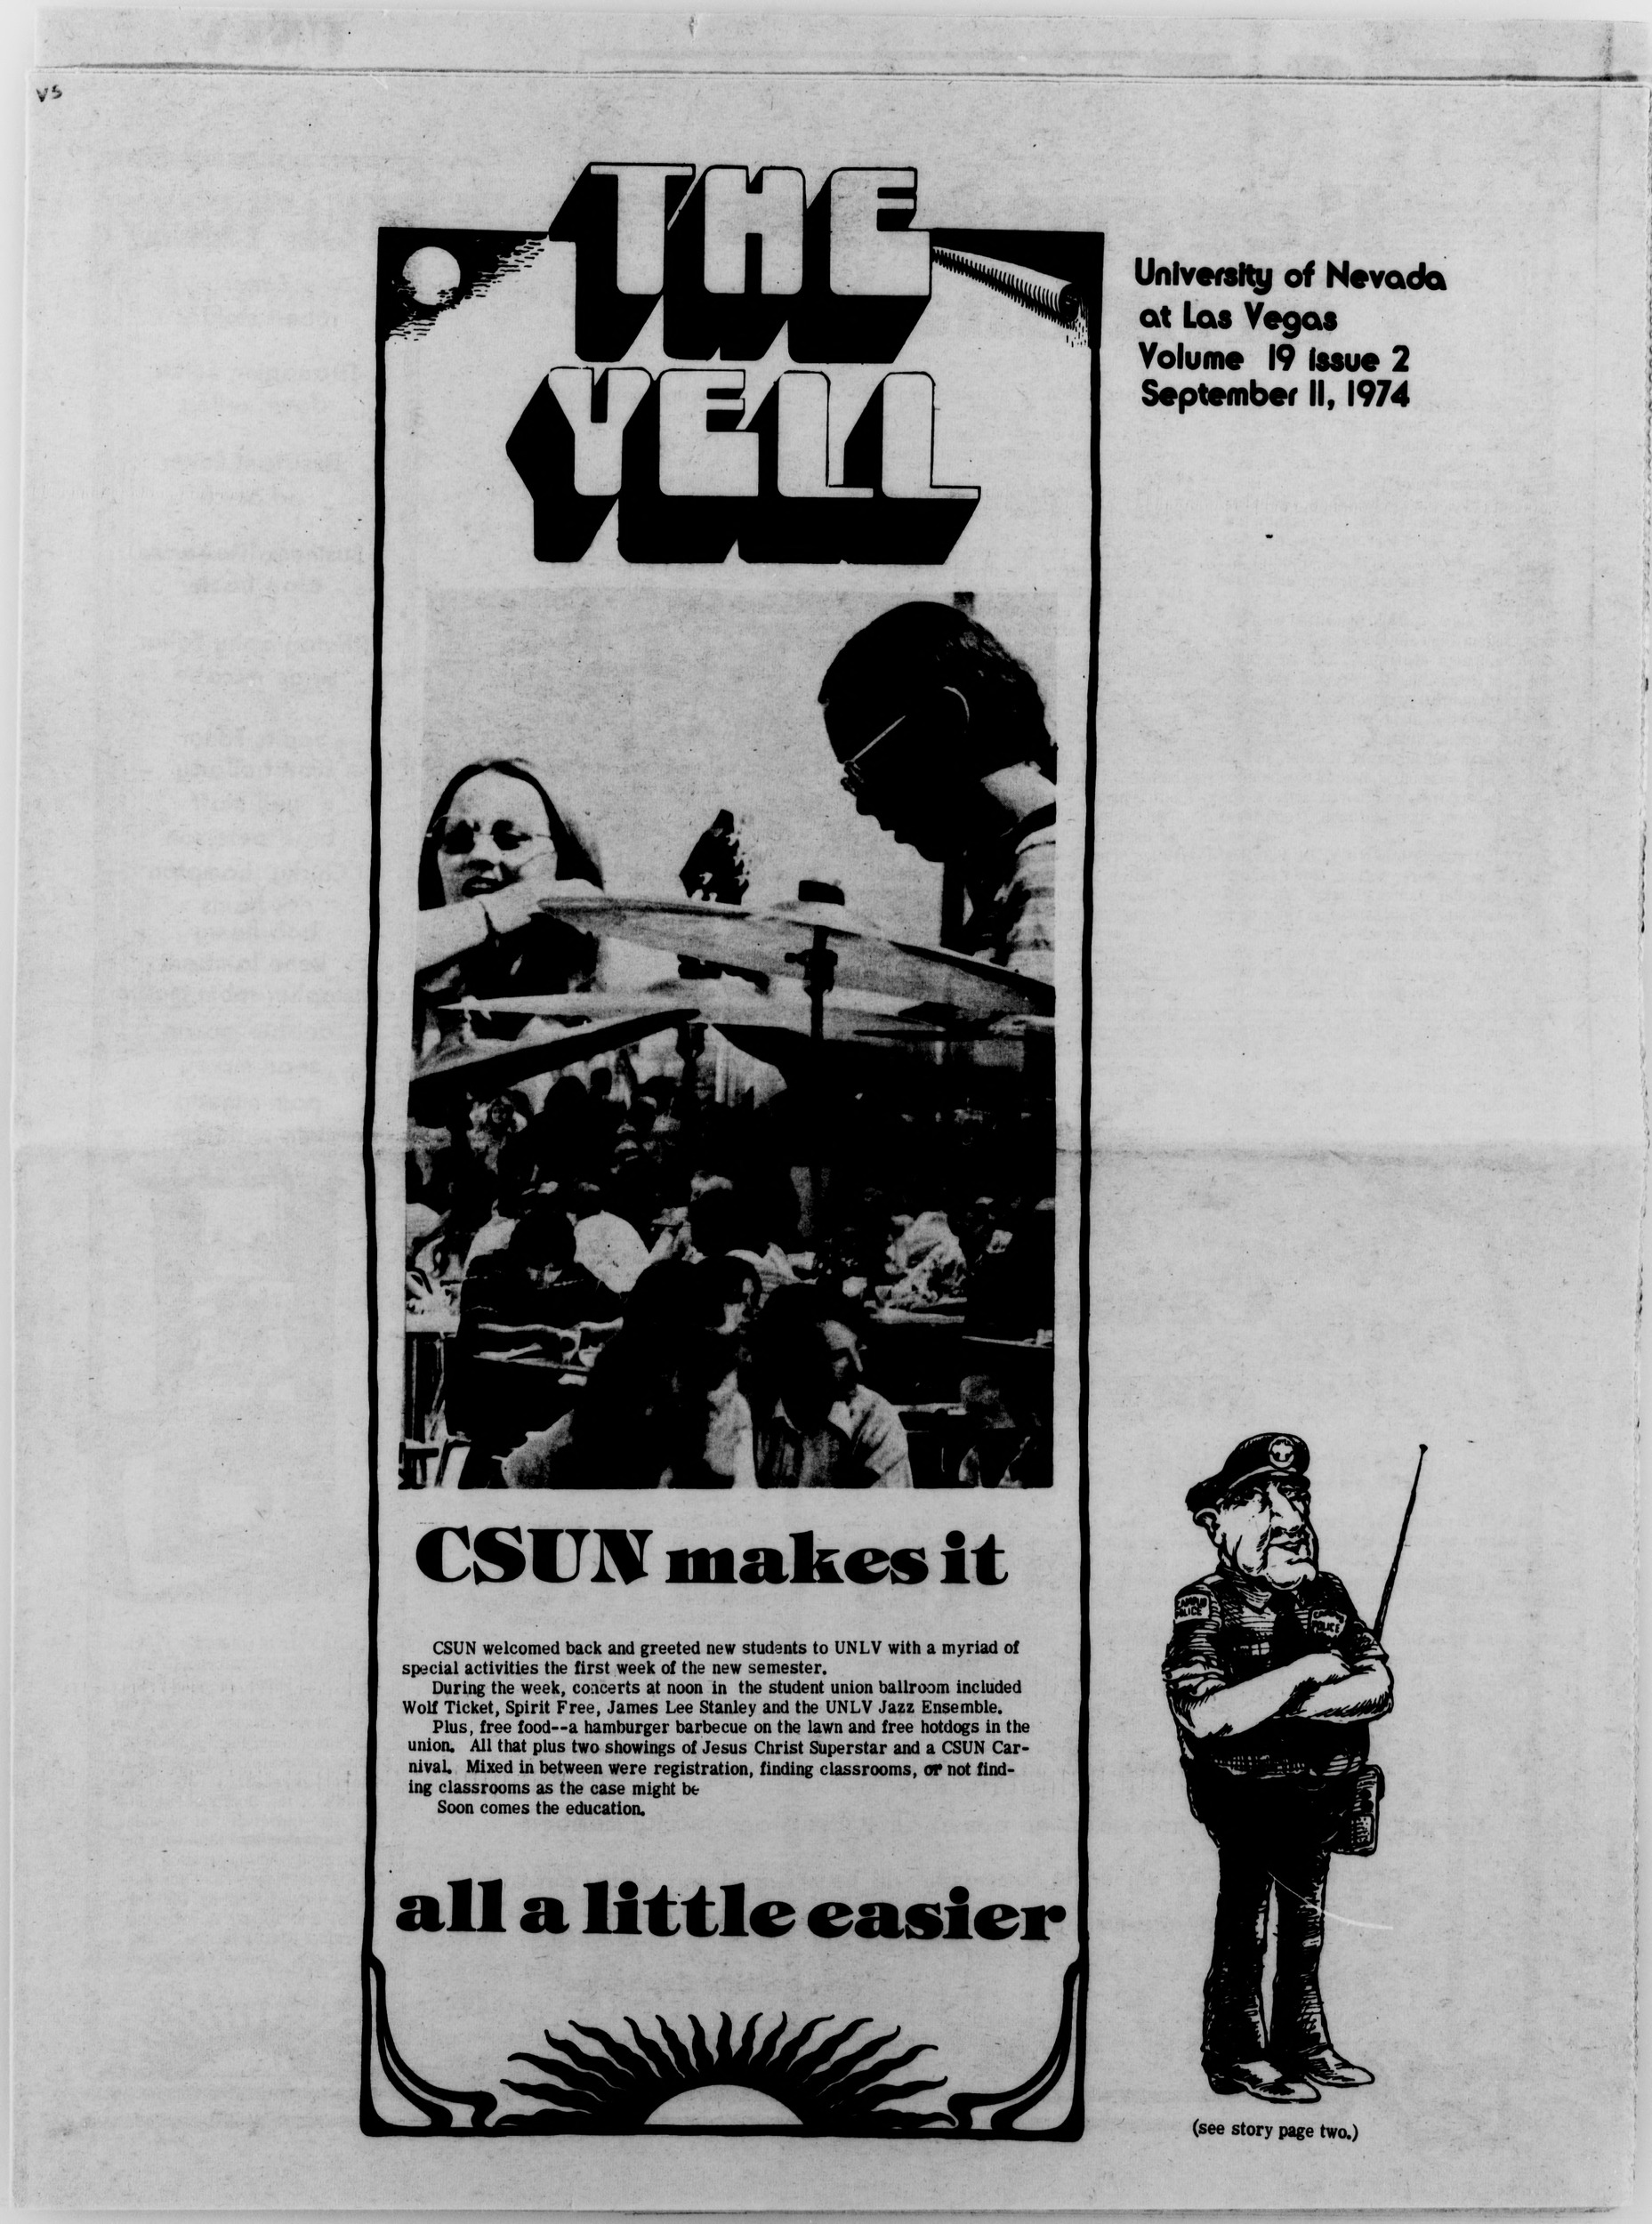 VS
THE
YELL
University of Nevada
at Las Vegas
Volume 19 issue 2
September 11, 1974
CSUN makes it
CSUN welcomed back and greeted new students to UNLV with a myriad of
special activities the first week of the new semester.
During the week, concerts at noon in the student union ballroom included
Wolf Ticket, Spirit Free, James Lee Stanley and the UNLV Jazz Ensemble.
Plus, free food--a hamburger barbecue on the lawn and free hotdogs in the
union. All that plus two showings of Jesus Christ Superstar and a CSUN Car-
nival. Mixed in between were registration, finding classrooms, or not find-
ing classrooms as the case might be
Soon comes the education.
all a little easier
CAMPUS
POLICE
CAMPUS
POLICE
(see story page two.)